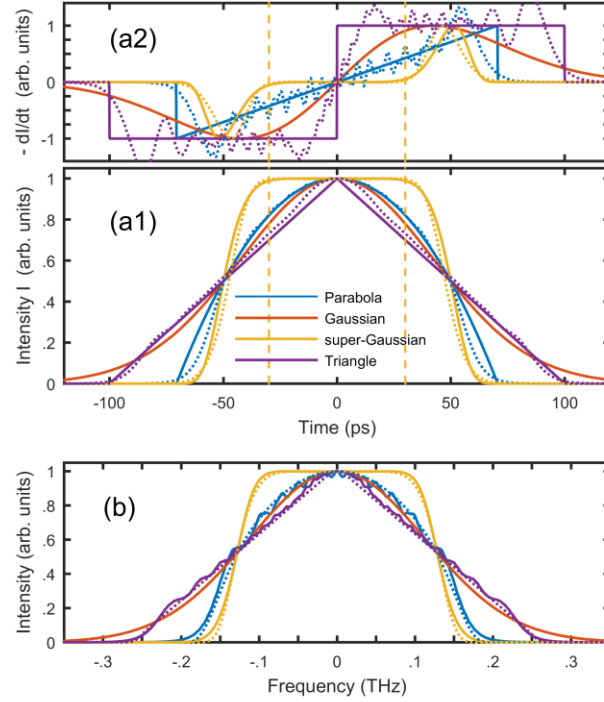 - dI/dt (arb. units)
(a2)
1
0
-1
Intensity I (arb. units)
(a1)
1
.8
.6
.4
.2
0
Parabola
Gaussian
super-Gaussian
Triangle
-100 -50 0 50 100
Time (ps)
Intensity (arb. units)
(b)
1
.8
.6
.4
.2
0
-.3 -.2 -.1 0 .1 .2 .3
Frequency (THz)